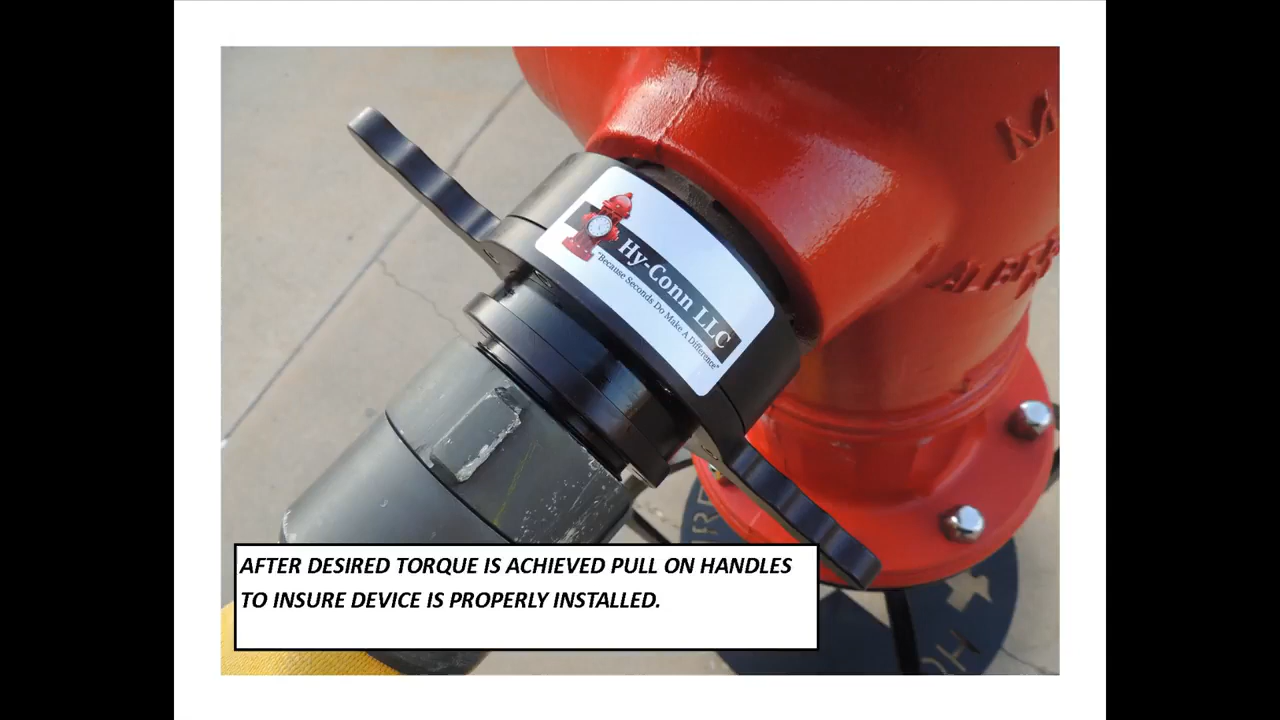 Hy-Conn LLC
"Because Seconds Do Make A Difference"
AFTER DESIRED TORQUE IS ACHIEVED PULL ON HANDLES
TO INSURE DEVICE IS PROPERLY INSTALLED.